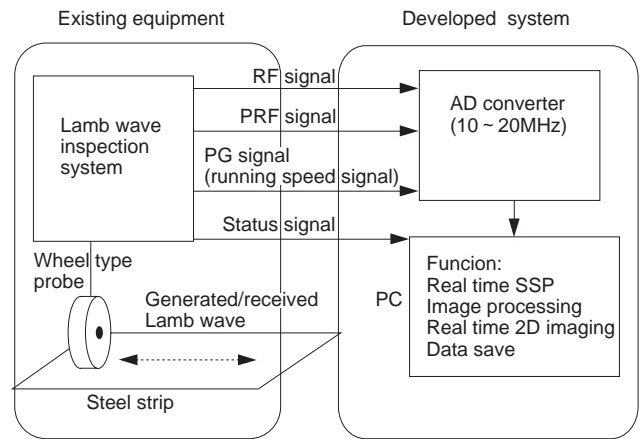 Existing equipment
Developed system
RF signal
PRF signal
PG signal
(running speed signal)
Status signal
Lamb wave
inspection
system
AD converter
(10 ~ 20MHz)
Wheel type
probe
Generated/received
Lamb wave
Steel strip
PC
Funcion:
Real time SSP
Image processing
Real time 2D imaging
Data save